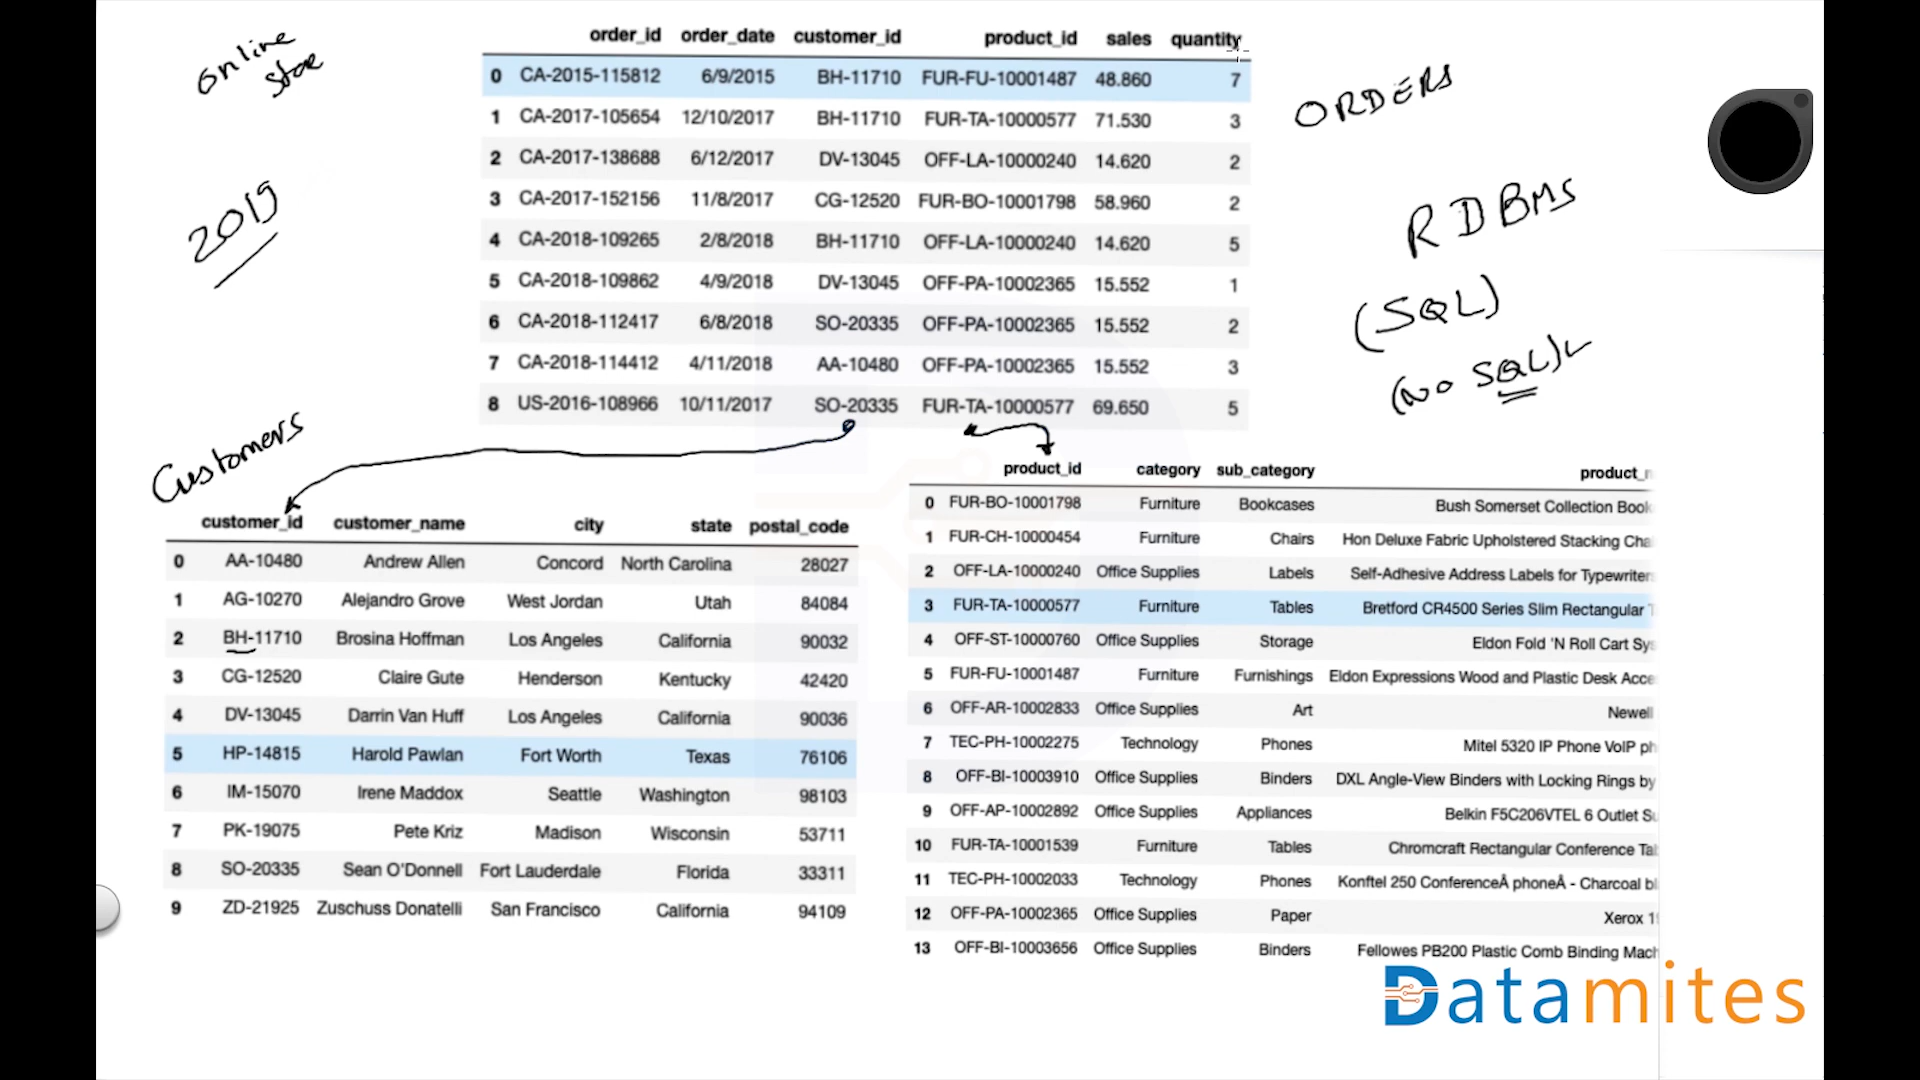 online
store
2019
order_id order_date customer_id product_id sales quantity
0 CA-2015-115812 6/9/2015 BH-11710 FUR-FU-10001487 48.860 7
1 CA-2017-105654 12/10/2017 BH-11710 FUR-TA-10000577 71.530 3
2 CA-2017-138688 6/12/2017 DV-13045 OFF-LA-10000240 14.620 2
3 CA-2017-152156 11/8/2017 CG-12520 FUR-BO-10001798 58.960 2
4 CA-2018-109265 2/8/2018 BH-11710 OFF-LA-10000240 14.620 5
5 CA-2018-109862 4/9/2018 DV-13045 OFF-PA-10002365 15.552 1
6 CA-2018-112417 6/8/2018 SO-20335 OFF-PA-10002365 15.552 2
7 CA-2018-114412 4/11/2018 AA-10480 OFF-PA-10002365 15.552 3
8 US-2016-108966 10/11/2017 SO-20335 FUR-TA-10000577 69.650 5
ORDERS
RDBMS
(SQL)
(NO SQL)
Customers
customer_id customer_name city state postal_code
0 AA-10480 Andrew Allen Concord North Carolina 28027
1 AG-10270 Alejandro Grove West Jordan Utah 84084
2 BH-11710 Brosina Hoffman Los Angeles California 90032
3 CG-12520 Claire Gute Henderson Kentucky 42420
4 DV-13045 Darrin Van Huff Los Angeles California 90036
5 HP-14815 Harold Pawlan Fort Worth Texas 76106
6 IM-15070 Irene Maddox Seattle Washington 98103
7 PK-19075 Pete Kriz Madison Wisconsin 53711
8 SO-20335 Sean O'Donnell Fort Lauderdale Florida 33311
9 ZD-21925 Zuschuss Donatelli San Francisco California 94109
product_id category sub_category product_n
0 FUR-BO-10001798 Furniture Bookcases Bush Somerset Collection Book
1 FUR-CH-10000454 Furniture Chairs Hon Deluxe Fabric Upholstered Stacking Cha
2 OFF-LA-10000240 Office Supplies Labels Self-Adhesive Address Labels for Typewriter
3 FUR-TA-10000577 Furniture Tables Bretford CR4500 Series Slim Rectangular T
4 OFF-ST-10000760 Office Supplies Storage Eldon Fold 'N Roll Cart Sys
5 FUR-FU-10001487 Furniture Furnishings Eldon Expressions Wood and Plastic Desk Acce
6 OFF-AR-10002833 Office Supplies Art Newell
7 TEC-PH-10002275 Technology Phones Mitel 5320 IP Phone VoIP ph
8 OFF-BI-10003910 Office Supplies Binders DXL Angle-View Binders with Locking Rings by
9 OFF-AP-10002892 Office Supplies Appliances Belkin F5C206VTEL 6 Outlet Su
10 FUR-TA-10001539 Furniture Tables Chromcraft Rectangular Conference Tab
11 TEC-PH-10002033 Technology Phones Konftel 250 ConferenceÂ phoneÂ - Charcoal bl
12 OFF-PA-10002365 Office Supplies Paper Xerox 19
13 OFF-BI-10003656 Office Supplies Binders Fellowes PB200 Plastic Comb Binding Mach
Datamites